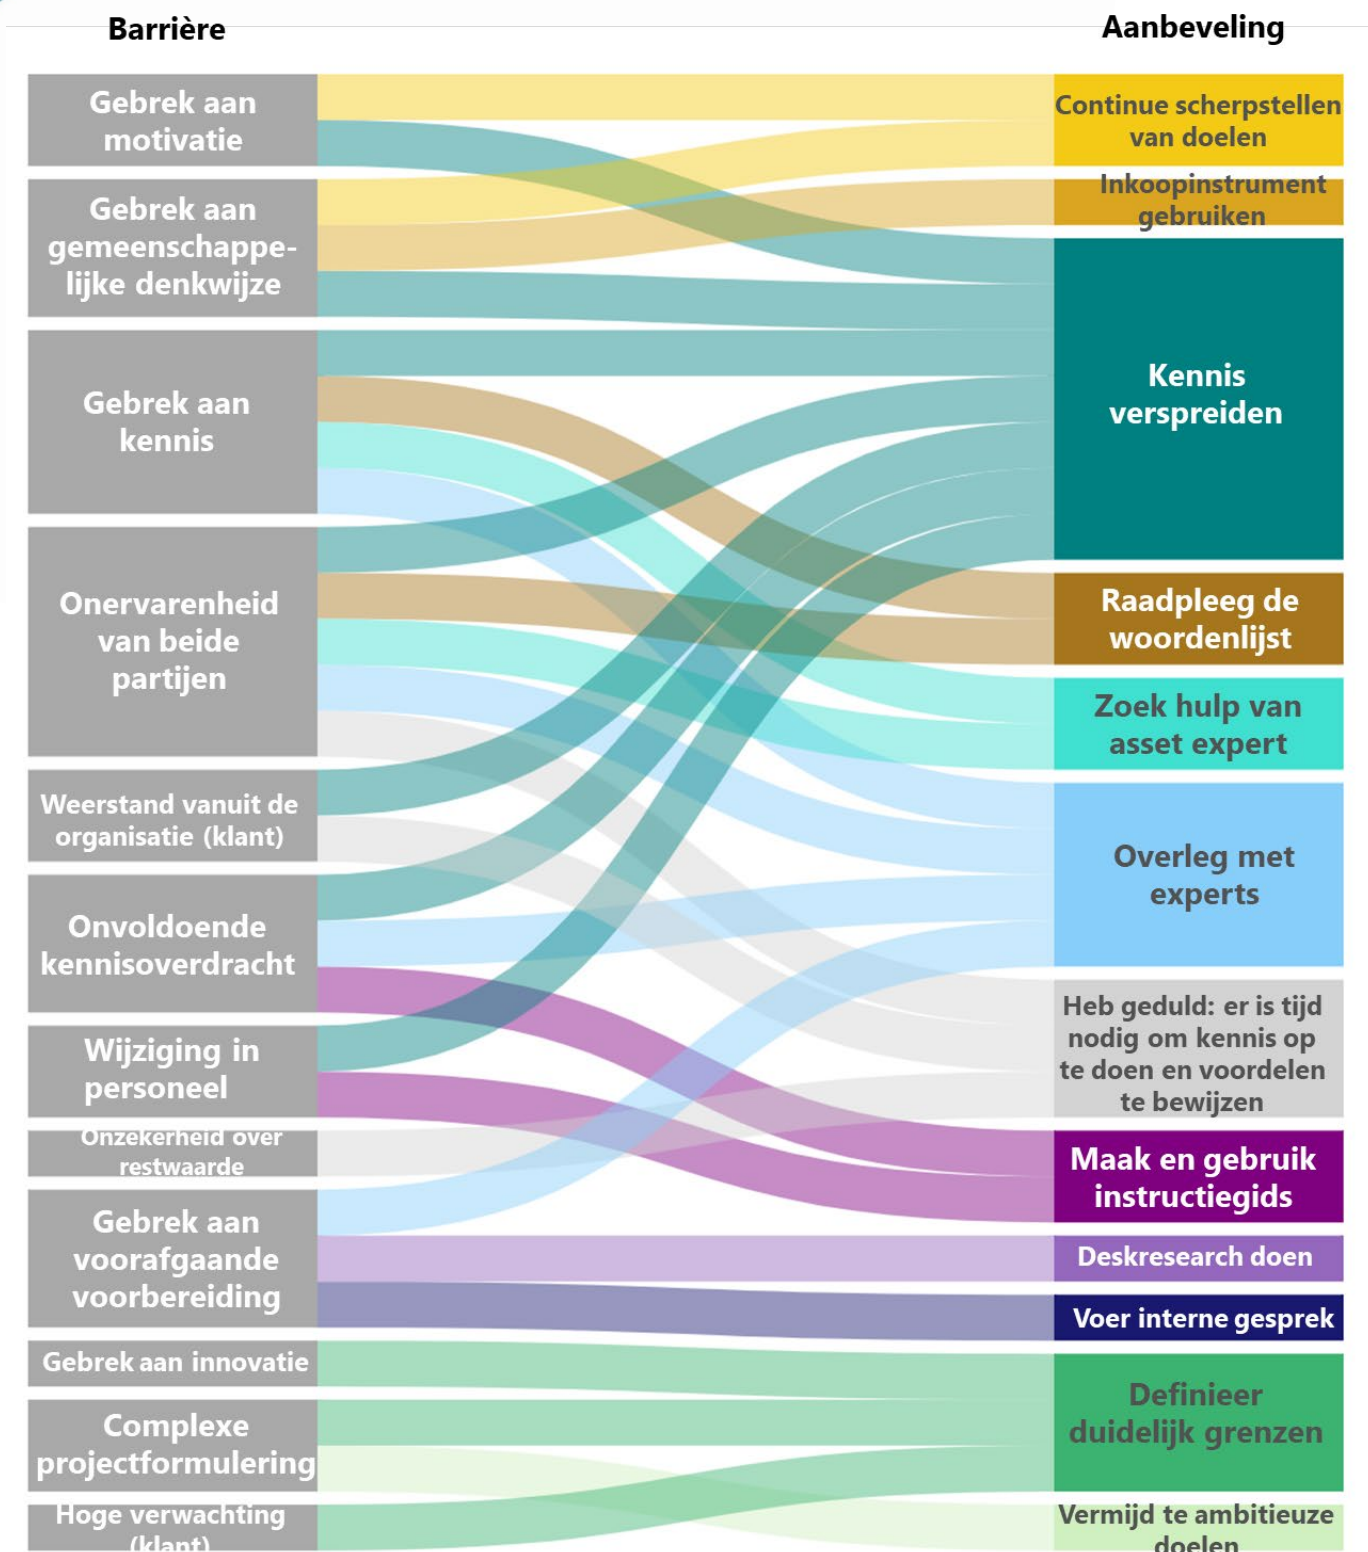 Barrière
Aanbeveling
Gebrek aan
motivatie
Gebrek aan
gemeenschappe-
lijke denkwijze
Gebrek aan
kennis
Onervarenheid
van beide
partijen
Weerstand vanuit de
organisatie (klant)
Onvoldoende
kennisoverdracht
Wijziging in
personeel
Onzekerheid over
restwaarde
Gebrek aan
voorafgaande
voorbereiding
Gebrek aan innovatie
Complexe
projectformulering
Hoge verwachting
(klant)
Continue scherpstellen
van doelen
Inkoopinstrument
gebruiken
Kennis
verspreiden
Raadpleeg de
woordenlijst
Zoek hulp van
asset expert
Overleg met
experts
Heb geduld: er is tijd
nodig om kennis op
te doen en voordelen
te bewijzen
Maak en gebruik
instructiegids
Deskresearch doen
Voer interne gesprek
Definieer
duidelijk grenzen
Vermijd te ambitieuze
doelen